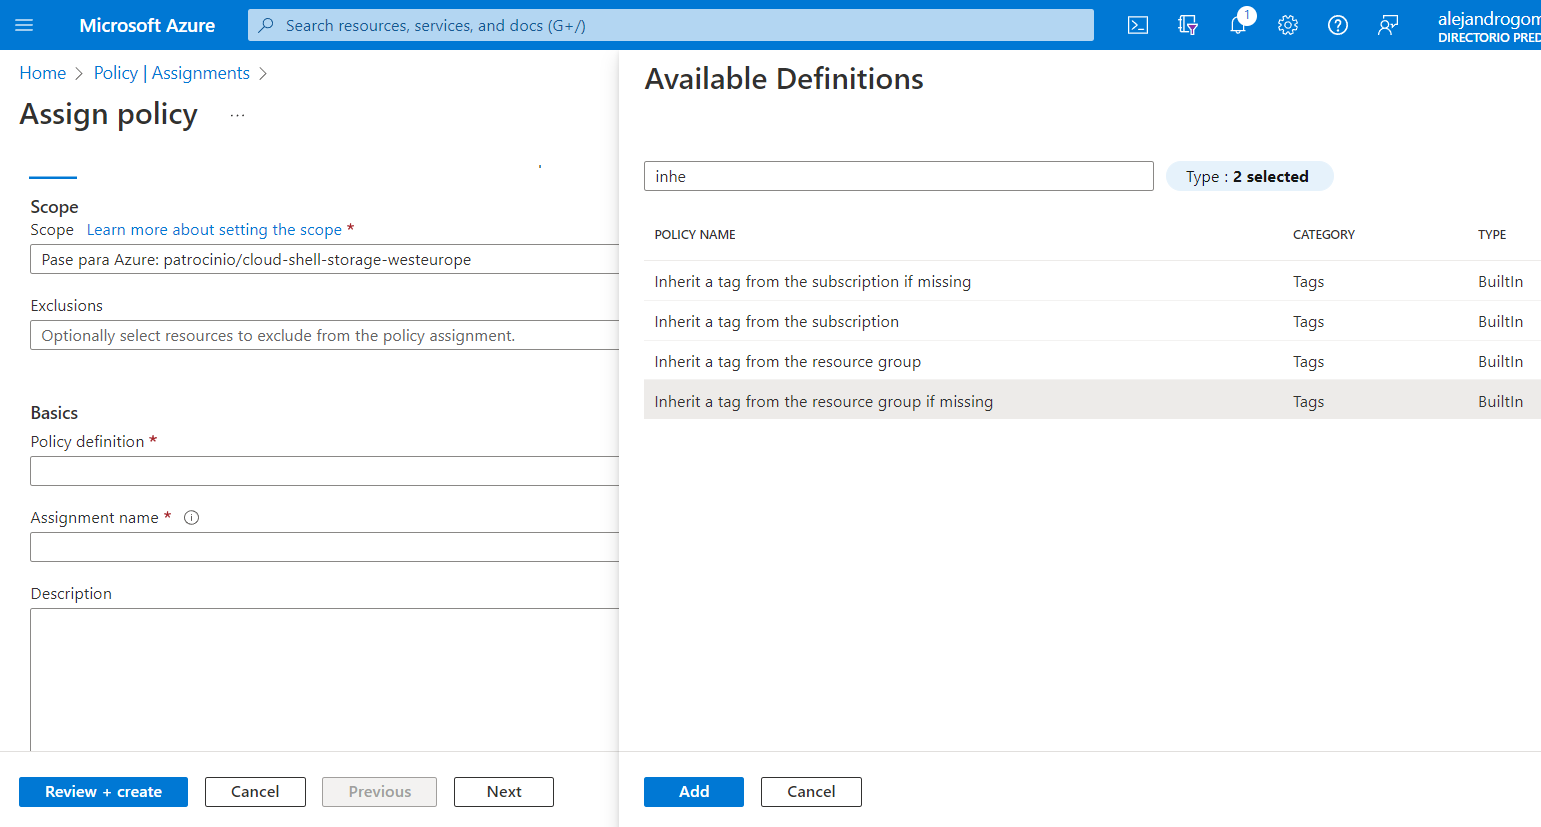 Microsoft Azure
Search resources, services, and docs (G+/)
1
alejandrogom
DIRECTORIO PRED
Home > Policy | Assignments >
Assign policy ...
Scope
Scope Learn more about setting the scope *
Pase para Azure: patrocinio/cloud-shell-storage-westeurope
Exclusions
Optionally select resources to exclude from the policy assignment.
Basics
Policy definition *
Assignment name *
Description
Review + create
Cancel
Previous
Next
Available Definitions
inhe
Type : 2 selected
POLICY NAME CATEGORY TYPE
Inherit a tag from the subscription if missing Tags BuiltIn
Inherit a tag from the subscription Tags BuiltIn
Inherit a tag from the resource group Tags BuiltIn
Inherit a tag from the resource group if missing Tags BuiltIn
Add
Cancel